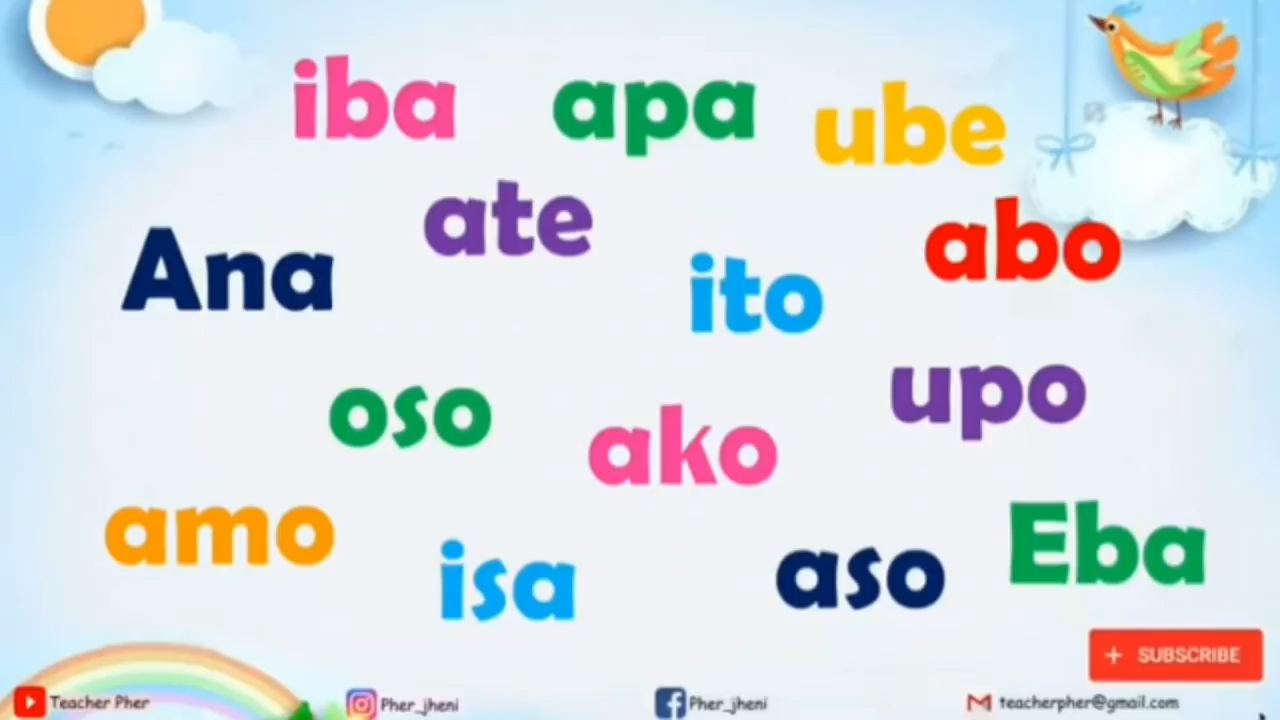 iba apa ube
ate
Ana ito abo
oso ako upo
amo isa aso Eba
+ SUBSCRIBE
Teacher Pher Pher_jheni Pher_jheni teacherpher@gmail.com